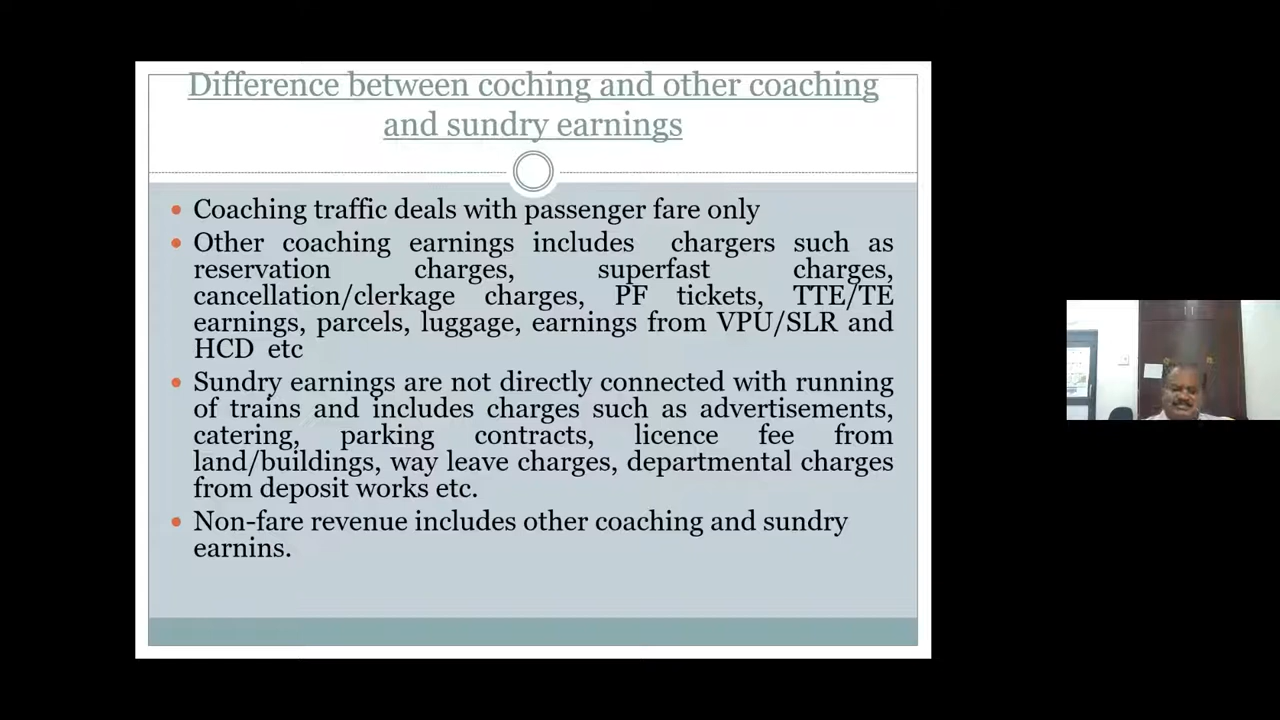 Difference between coching and other coaching
and sundry earnings
• Coaching traffic deals with passenger fare only
• Other coaching earnings includes chargers such as
reservation charges, superfast charges,
cancellation/clerkage charges, PF tickets, TTE/TE
earnings, parcels, luggage, earnings from VPU/SLR and
HCD etc
• Sundry earnings are not directly connected with running
of trains and includes charges such as advertisements,
catering, parking contracts, licence fee from
land/buildings, way leave charges, departmental charges
from deposit works etc.
• Non-fare revenue includes other coaching and sundry
earnins.